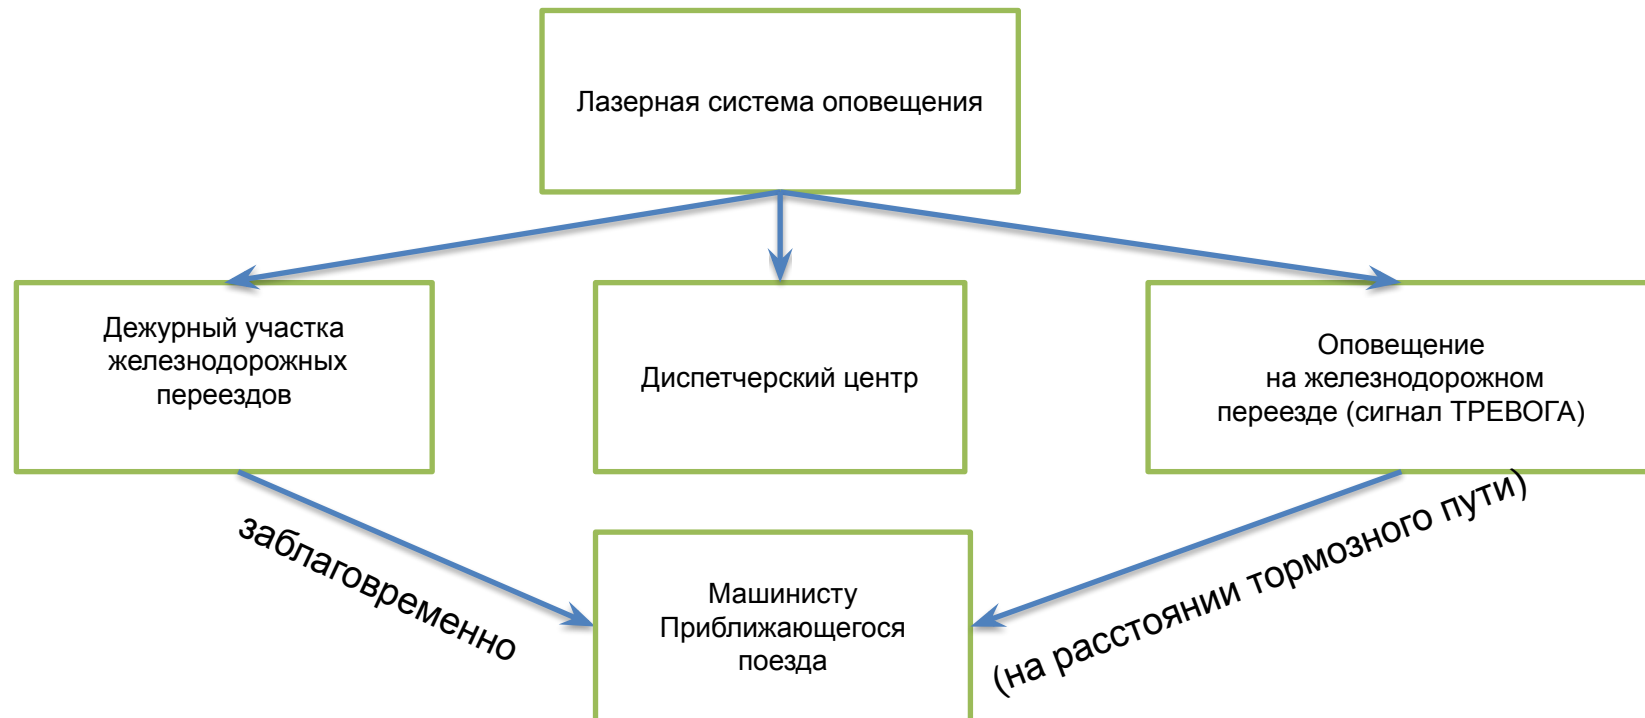 Лазерная система оповещения
Дежурный участка
железнодорожных
переездов
Диспетчерский центр
Оповещение
на железнодорожном
переезде (сигнал ТРЕВОГА)
заблаговременно
Машинисту
Приближающегося
поезда
(на расстоянии тормозного пути)